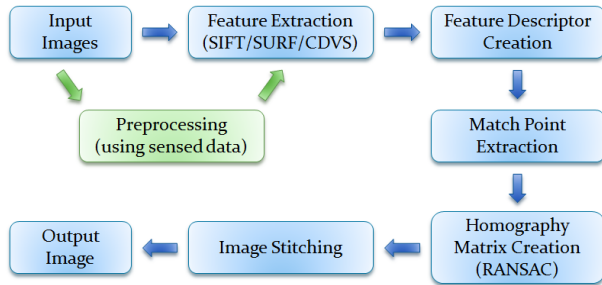 Input
Images
Feature Extraction
(SIFT/SURF/CDVS)
Feature Descriptor
Creation
Preprocessing
(using sensed data)
Match Point
Extraction
Homography
Matrix Creation
(RANSAC)
Image Stitching
Output
Image